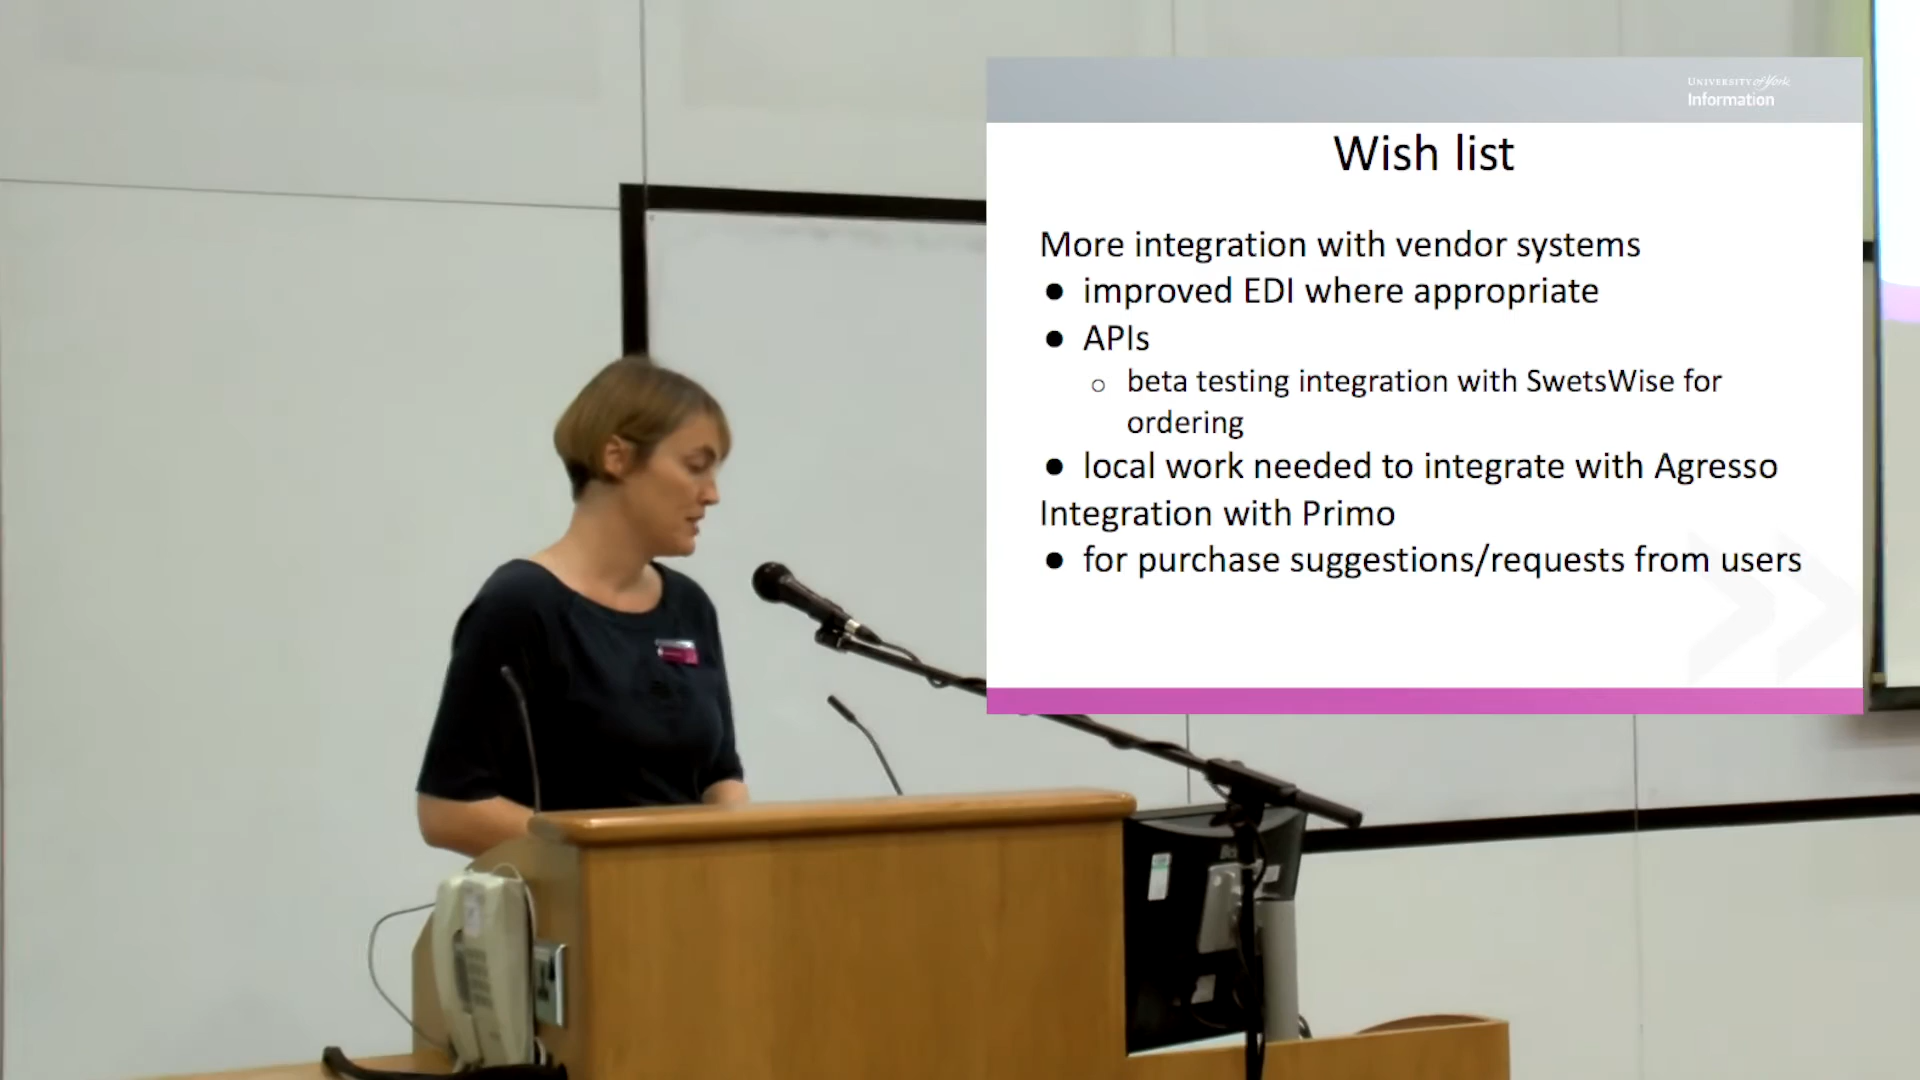 University of York
Information
Wish list
More integration with vendor systems
● improved EDI where appropriate
● APIs
○ beta testing integration with SwetsWise for
ordering
● local work needed to integrate with Agresso
Integration with Primo
● for purchase suggestions/requests from users